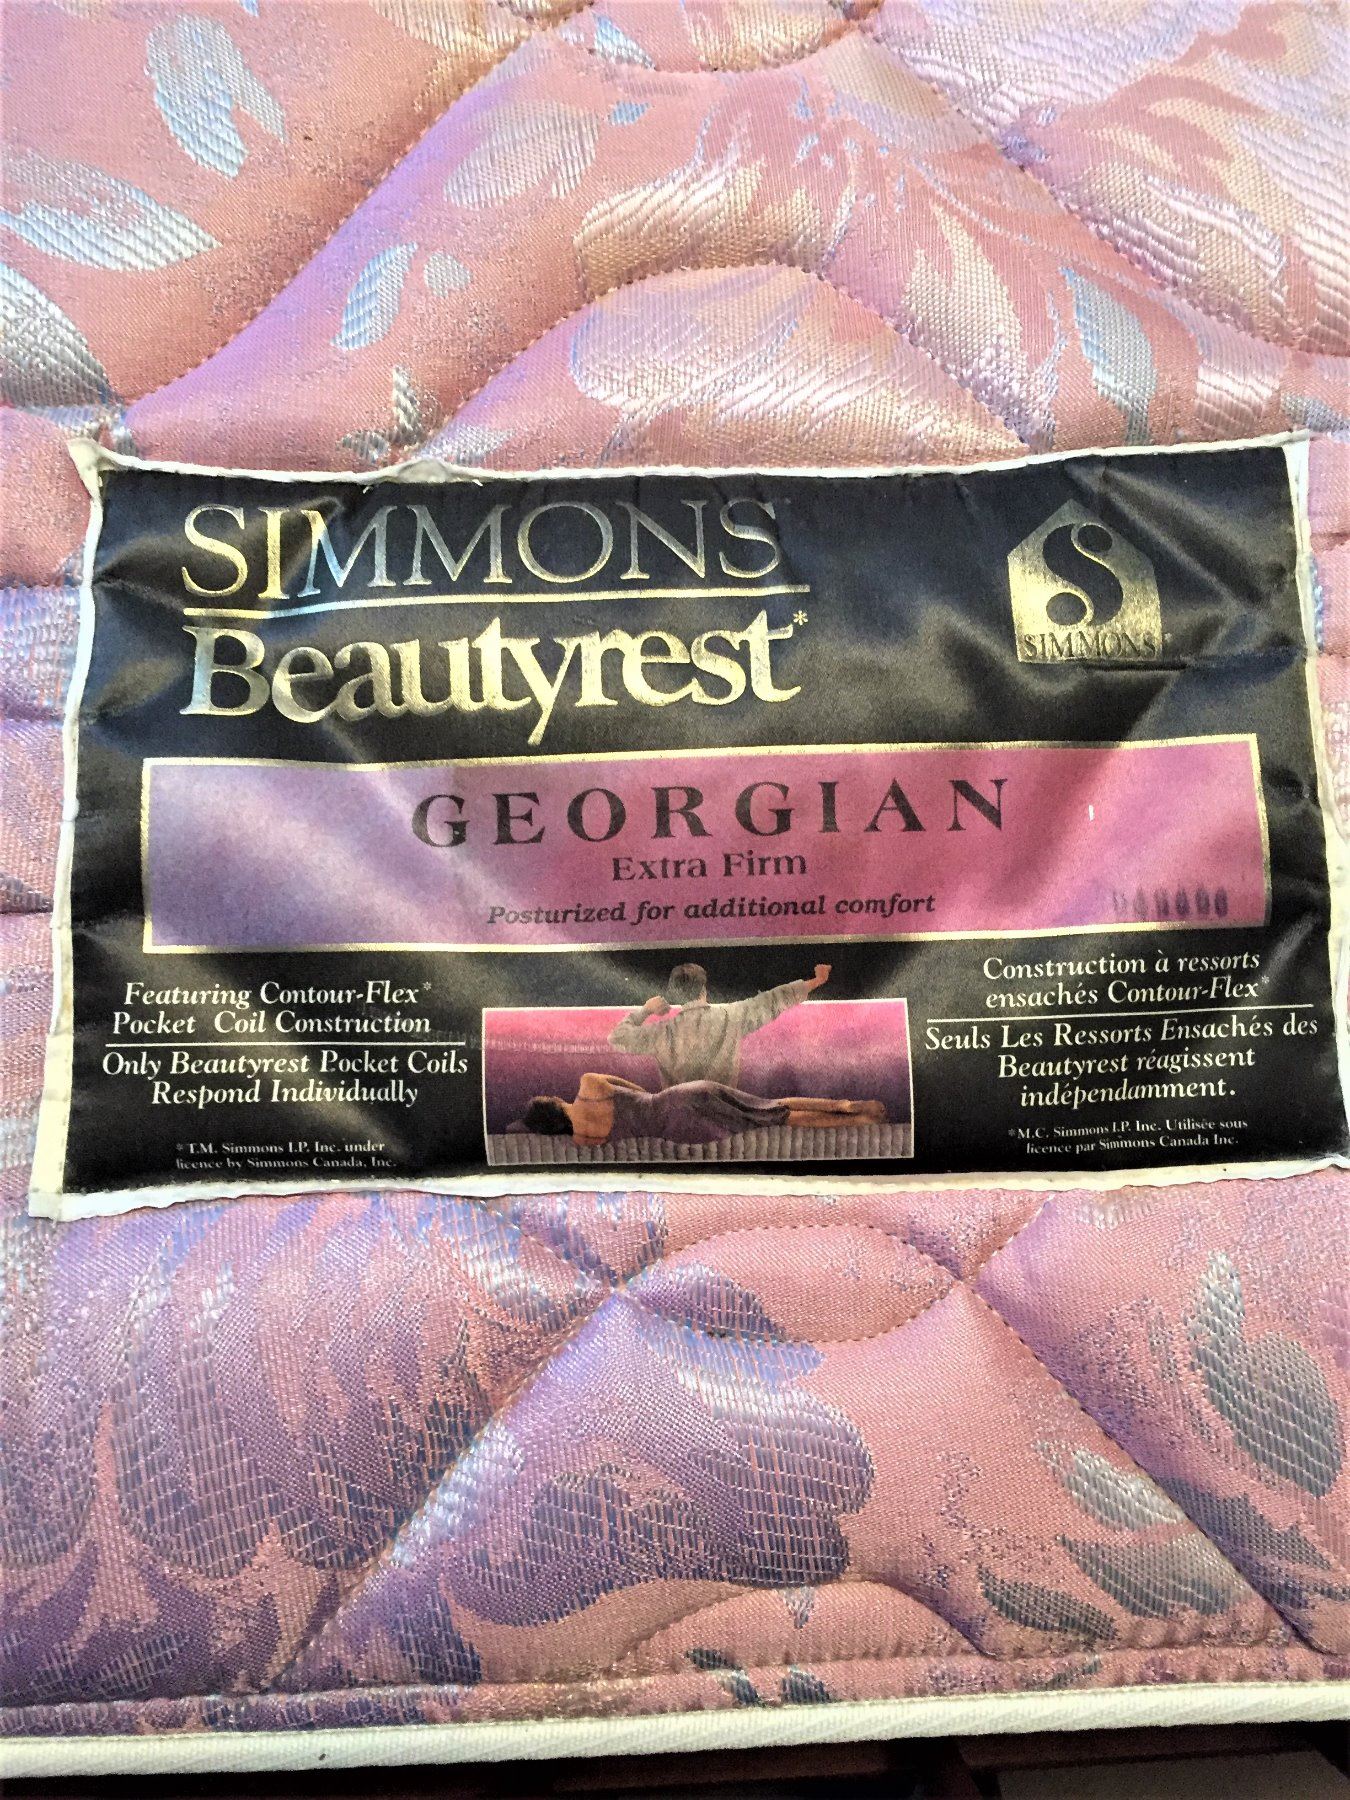 SIMMONS
Beautyrest*
SIMMONS
GEORGIAN
Extra Firm
Posturized for additional comfort
Featuring Contour-Flex*
Pocket Coil Construction
Only Beautyrest Pocket Coils
Respond Individually
*T.M. Simmons I.P. Inc. under
licence by Simmons Canada, Inc.
Construction à ressorts
ensachés Contour-Flex*
Seuls Les Ressorts Ensachés des
Beautyrest réagissent
indépendamment.
*M.C. Simmons I.P. Inc. Utilisée sous
licence par Simmons Canada Inc.